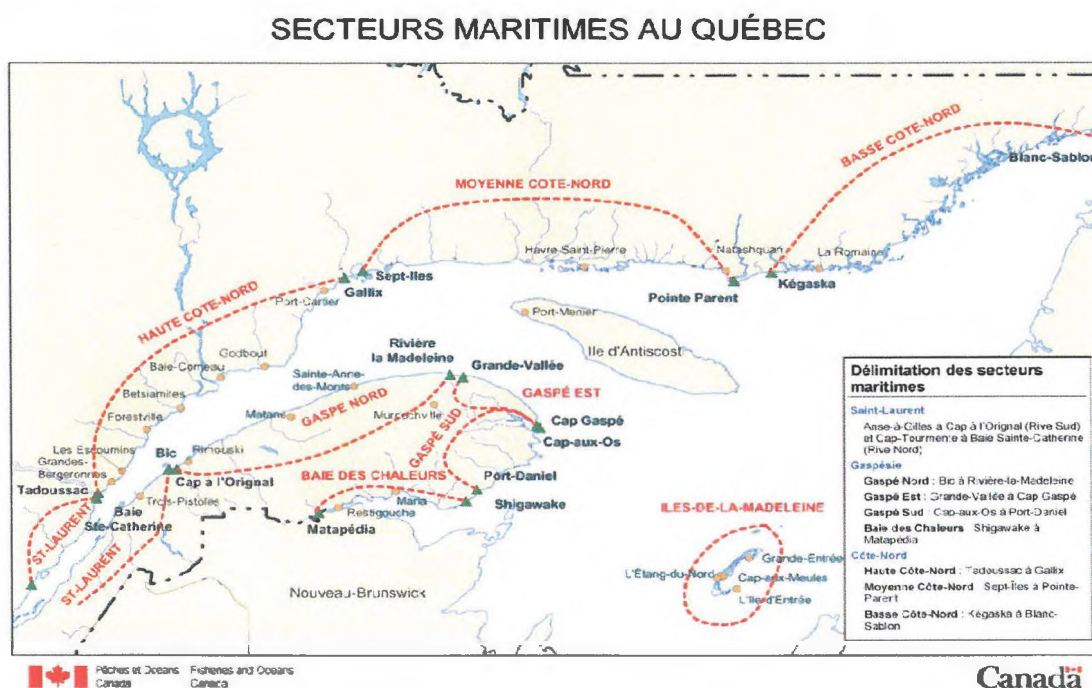 SECTEURS MARITIMES AU QUÉBEC
BASSE COTE-NORD
Blanc-Sablon
MOYENNE COTE-NORD
Havre-Saint-Pierre
Natashquan
La Romaine
Sept-Iles
Gallix
Pointe Parent
Kégaska
Port-Cartier
HAUTE COTE-NORD
Port-Menier
Ile d'Antiscost
Rivière
la Madeleine
Grande-Vallée
Godbout
Baie-Comeau
Sainte-Anne
des-Monts
Betsiamites
GASPE NORD
Murdochville
GASPÉ EST
Matane
Forestville
GASPÉ SUD
Cap Gaspé
Cap-aux-Os
Les Escoumins
Bic
Rimouski
Grandes-
Bergeronnes
Cap a l'Orignal
BAIE DES CHALEURS
Port-Daniel
Tadoussac
Trois-Pistoles
Maria
Shigawake
Baie
Ste-Catherine
Restigouche
Matapédia
ST-LAURENT
ST-LAURENT
ILES-DE-LA-MADELEINE
Grande-Entrée
L'Étang-du-Nord
Cap-aux-Meules
L'Ile d'Entrée
Nouveau-Brunswick
Délimitation des secteurs
maritimes
Saint-Laurent
Anse-à-Gilles a Cap à l'Orignal (Rive Sud)
et Cap-Tourmente à Baie Sainte-Catherine
(Rive Nord)
Gaspésie
Gaspé Nord : Bic à Rivière-la-Madeleine
Gaspé Est : Grande-Vallée à Cap Gaspé
Gaspé Sud : Cap-aux-Os à Port-Daniel
Baie des Chaleurs Shigawake à
Matapédia
Côte-Nord
Haute Côte-Nord : Tadoussac à Gallix
Moyenne Côte-Nord Sept-Îles à Pointe-
Parent
Basse Côte-Nord : Kégaska à Blanc-
Sablon
Pêches et Océans
Canada
Fisheries and Oceans
Canada
Canada